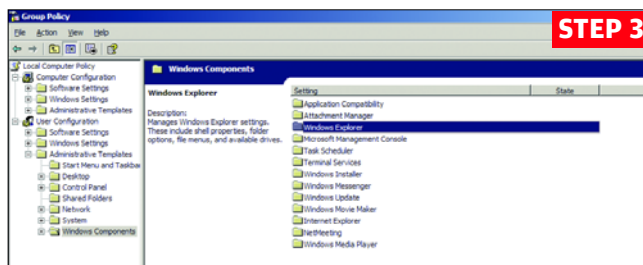 Group Policy
STEP 3
File Action View Help
Local Computer Policy
Computer Configuration
Software Settings
Windows Settings
Administrative Templates
User Configuration
Software Settings
Windows Settings
Administrative Templates
Start Menu and Taskbar
Desktop
Control Panel
Shared Folders
Network
System
Windows Components
Windows Components
Windows Explorer
Description:
Manages Windows Explorer settings.
These include shell properties, folder
options, file menus, and available drives.
Setting State
Application Compatibility
Attachment Manager
Windows Explorer
Microsoft Management Console
Task Scheduler
Terminal Services
Windows Installer
Windows Messenger
Windows Update
Windows Movie Maker
Internet Explorer
NetMeeting
Windows Media Player